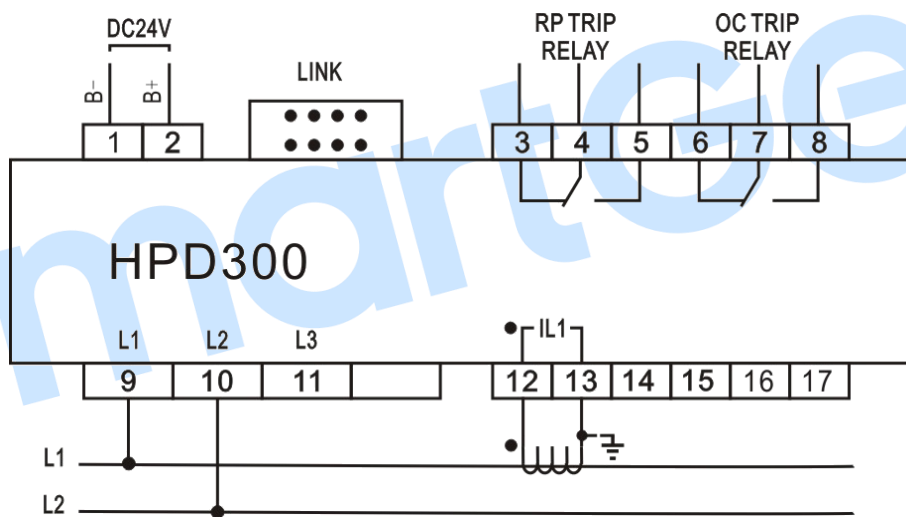 DC24V
RP TRIP RELAY
OC TRIP RELAY
LINK
B- B+
1 2 3 4 5 6 7 8
HPD300
L1 L2 L3 IL1
9 10 11 12 13 14 15 16 17
L1
L2
martGe